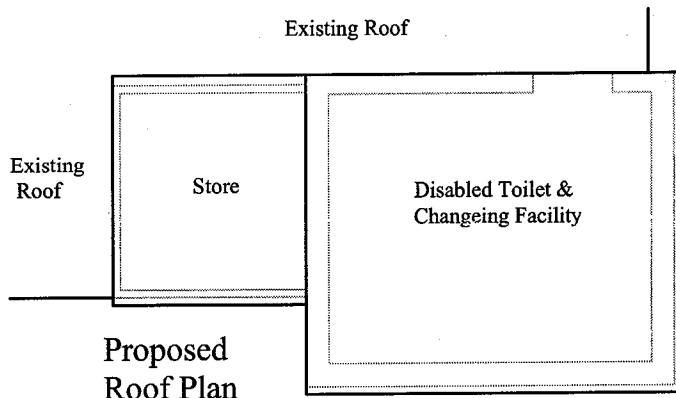 Existing Roof
Existing
Roof
Store
Disabled Toilet &
Changeing Facility
Proposed
Roof Plan